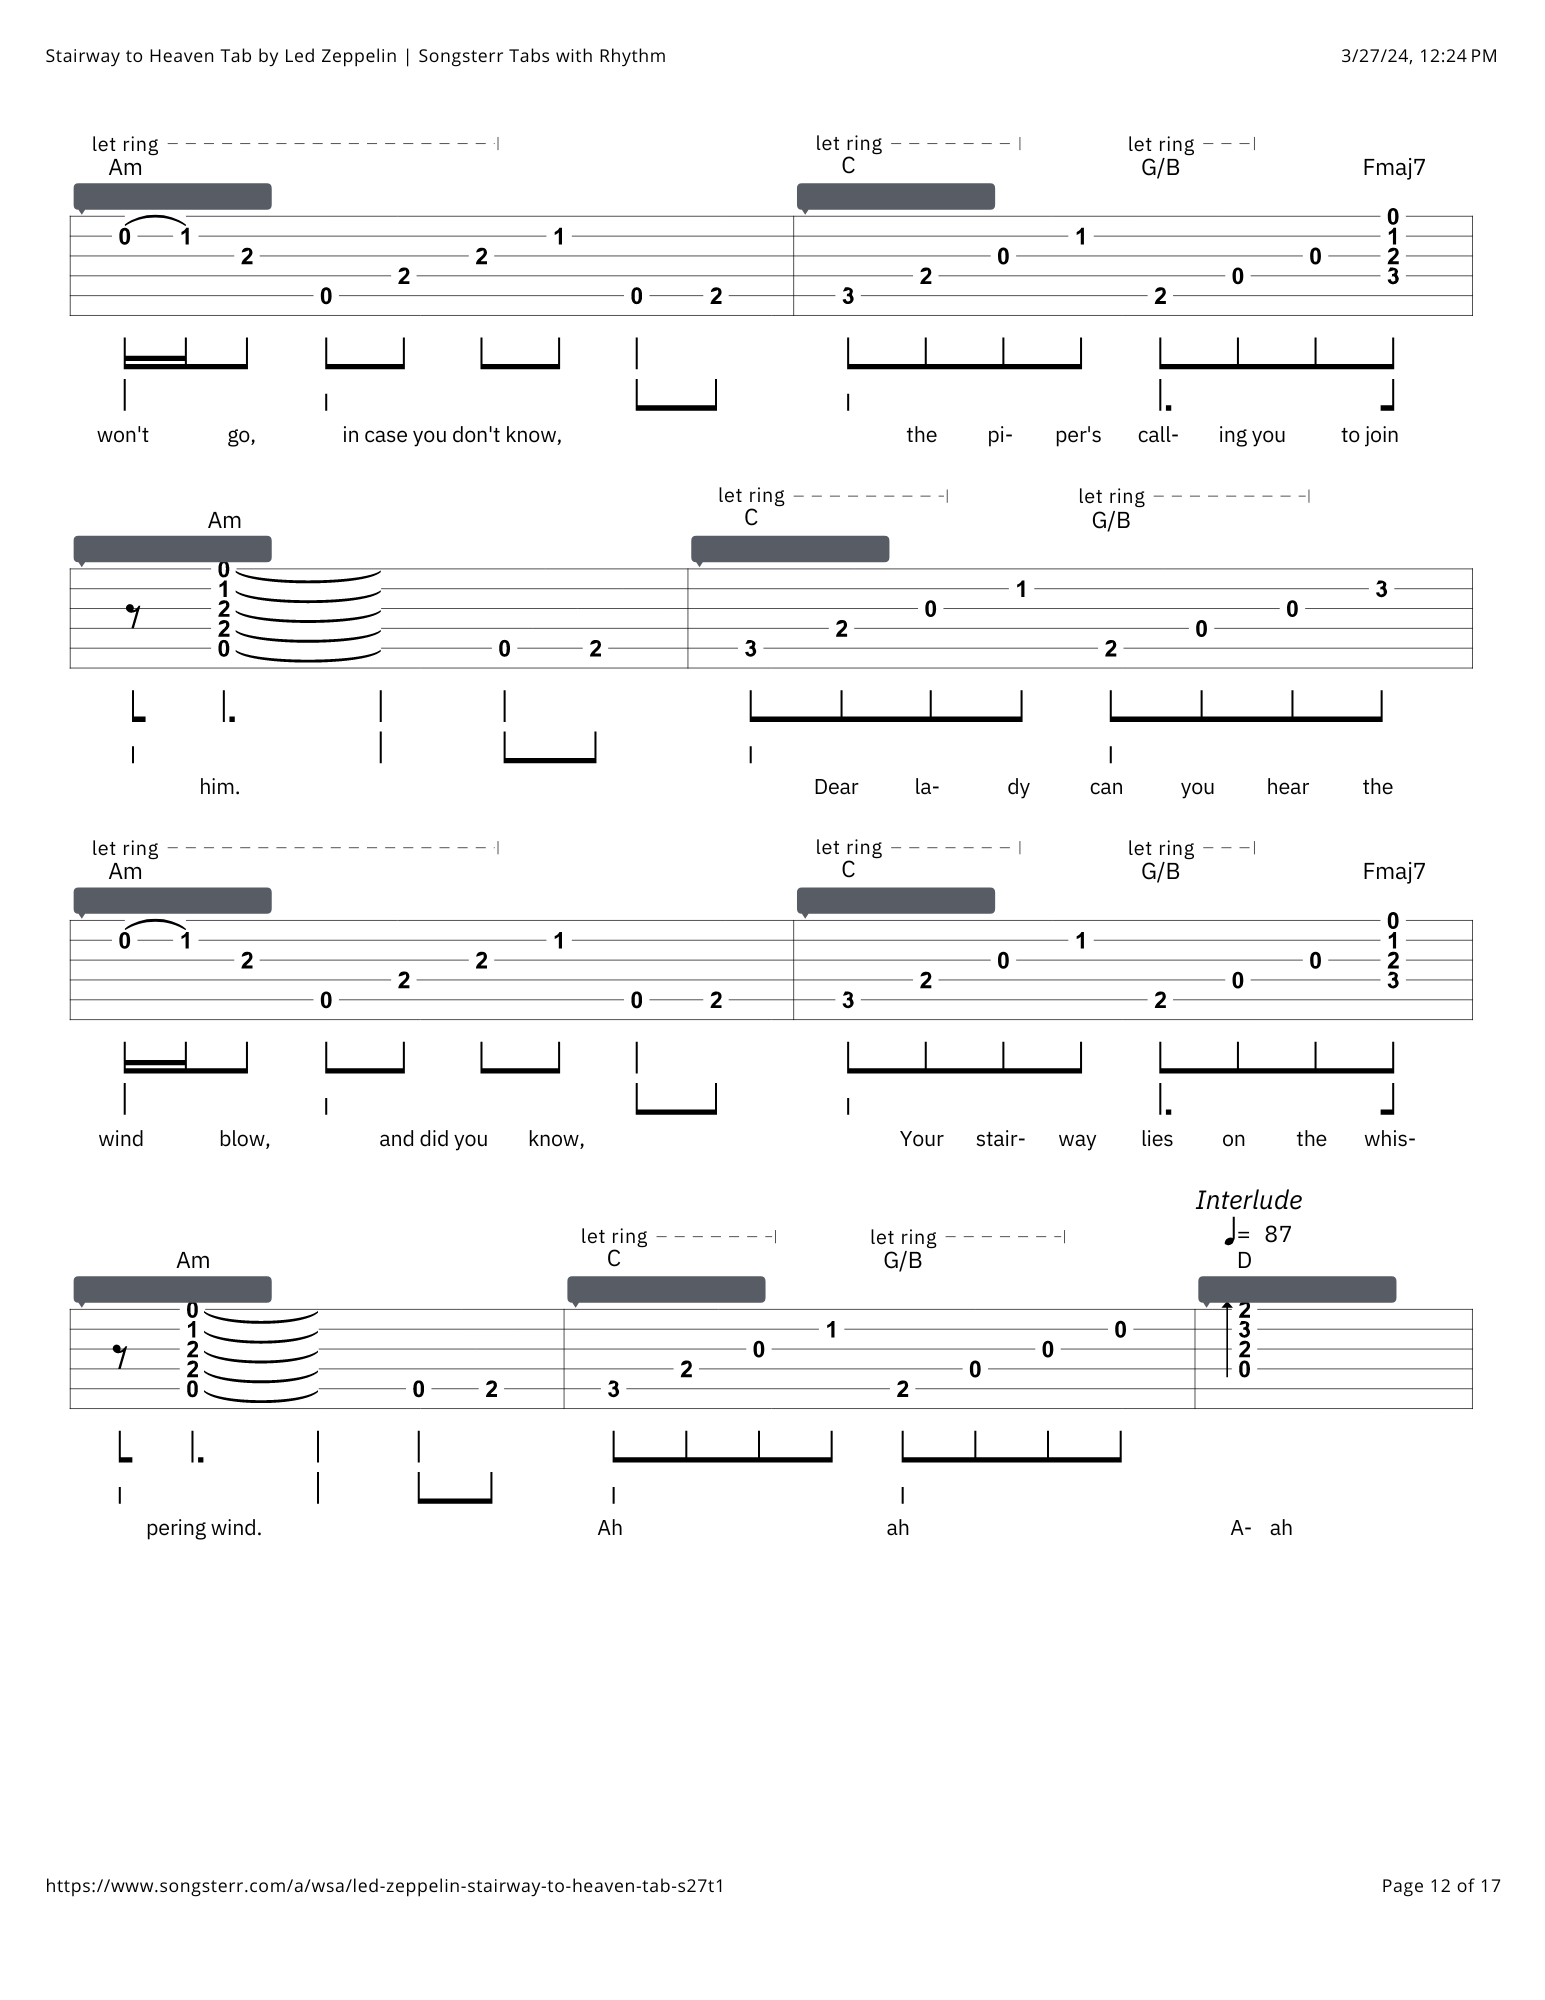 Stairway to Heaven Tab by Led Zeppelin | Songsterr Tabs with Rhythm 3/27/24, 12:24 PM
let ring let ring let ring
Am C G/B Fmaj7
0
0 1 1 1 1
2 2 0 0 2
2 2 0 3
0 0 2 3 2
won't go, in case you don't know, the pi- per's call- ing you to join
let ring let ring
Am C G/B
0
1 1 3
2 0 0
2 2 0
0 0 2 3 2
him. Dear la- dy can you hear the
let ring let ring let ring
Am C G/B Fmaj7
0
0 1 1 1 1
2 2 0 0 2
2 2 0 3
0 0 2 3 2
wind blow, and did you know, Your stair- way lies on the whis-
Interlude
let ring let ring = 87
Am C G/B D
0 2
1 1 0 3
2 0 0 2
2 2 0 0
0 0 2 3 2
pering wind. Ah ah A- ah
https://www.songsterr.com/a/wsa/led-zeppelin-stairway-to-heaven-tab-s27t1 Page 12 of 17